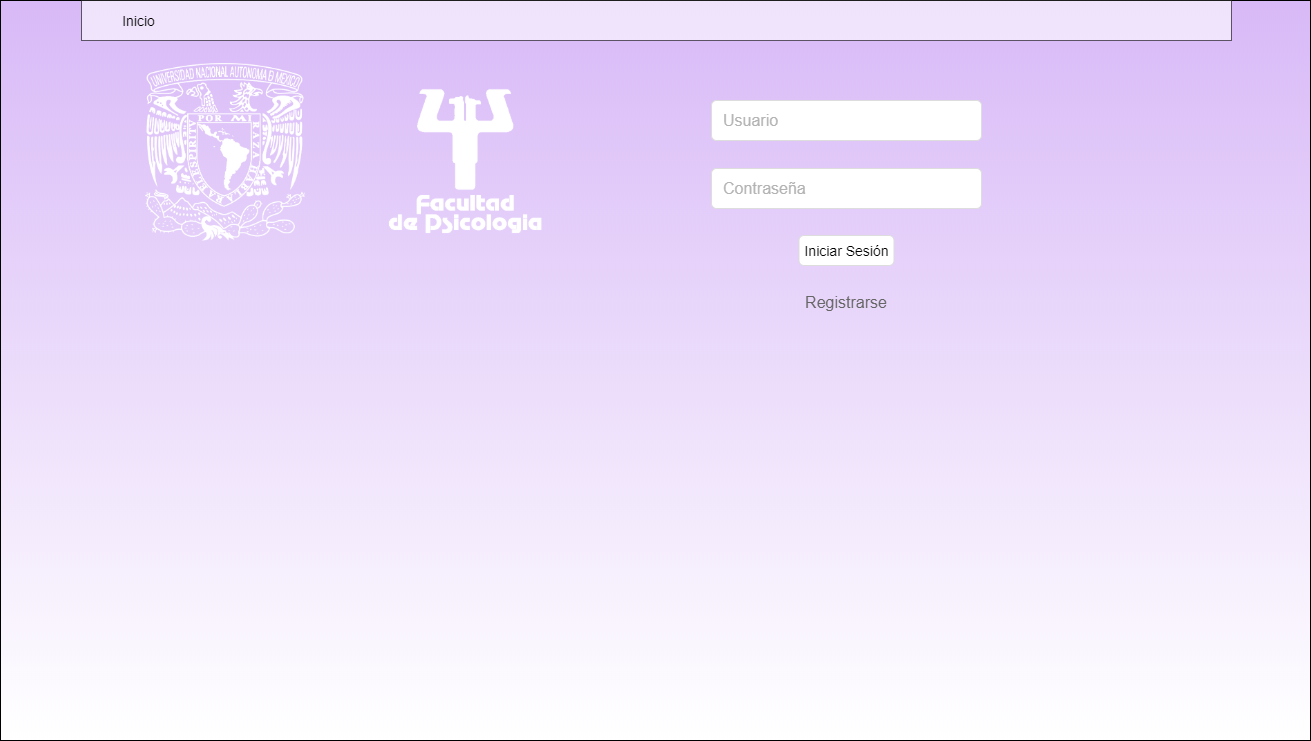 Inicio
UNIVERSIDAD NACIONAL AUTONOMA DE MEXICO
POR MI RAZA HABLARA EL ESPIRITU
Facultad
de Psicologia
Usuario
Contraseña
Iniciar Sesión
Registrarse